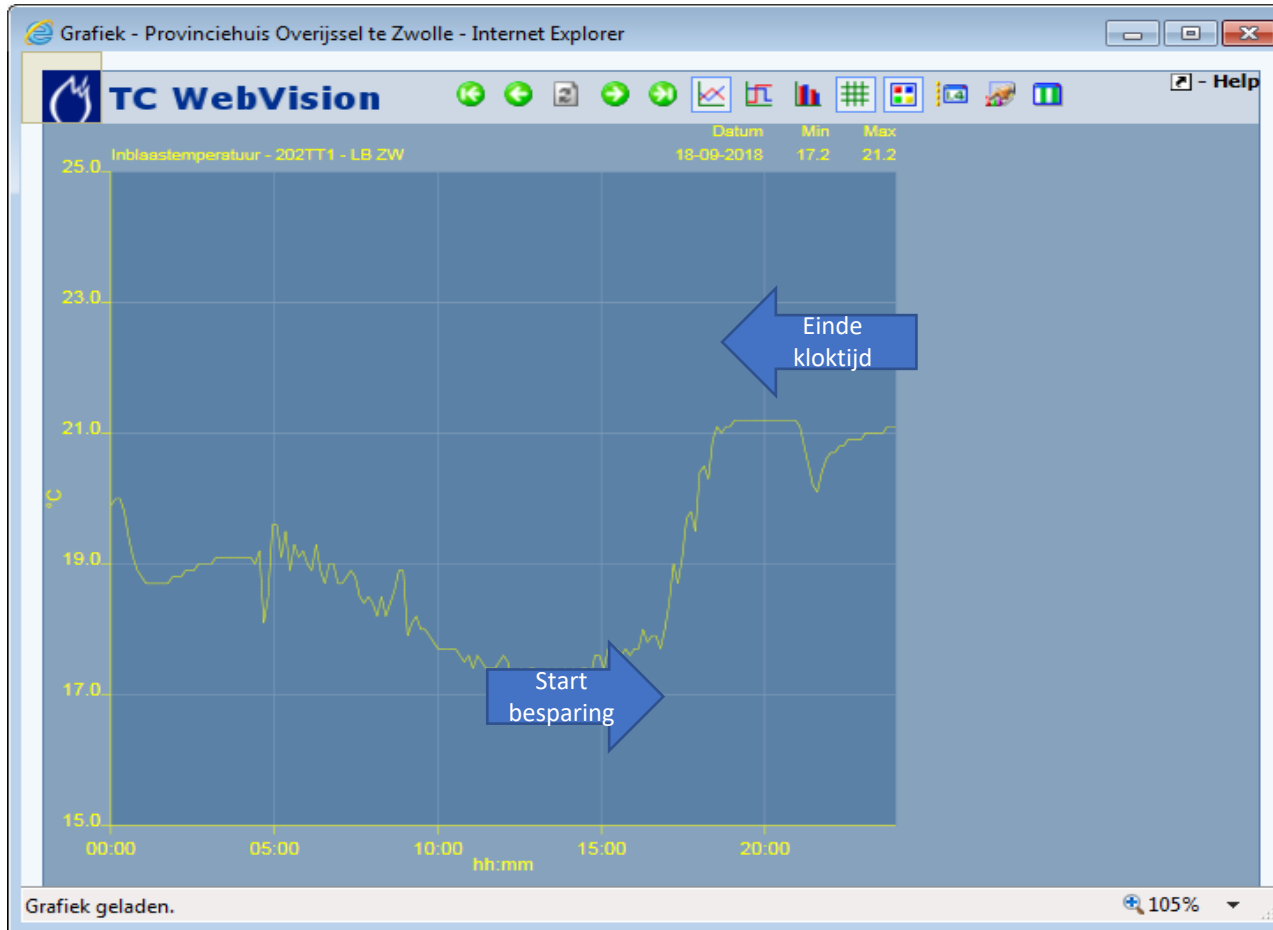 Grafiek - Provinciehuis Overijssel te Zwolle - Internet Explorer
TC WebVision
- Help
Datum Min Max
Inblaastemperatuur - 202TT1 - LB ZW 18-09-2018 17.2 21.2
25.0
23.0
Einde
kloktijd
21.0
°C
19.0
Start
besparing
17.0
15.0
00:00 05:00 10:00 15:00 20:00
hh:mm
Grafiek geladen.
105%